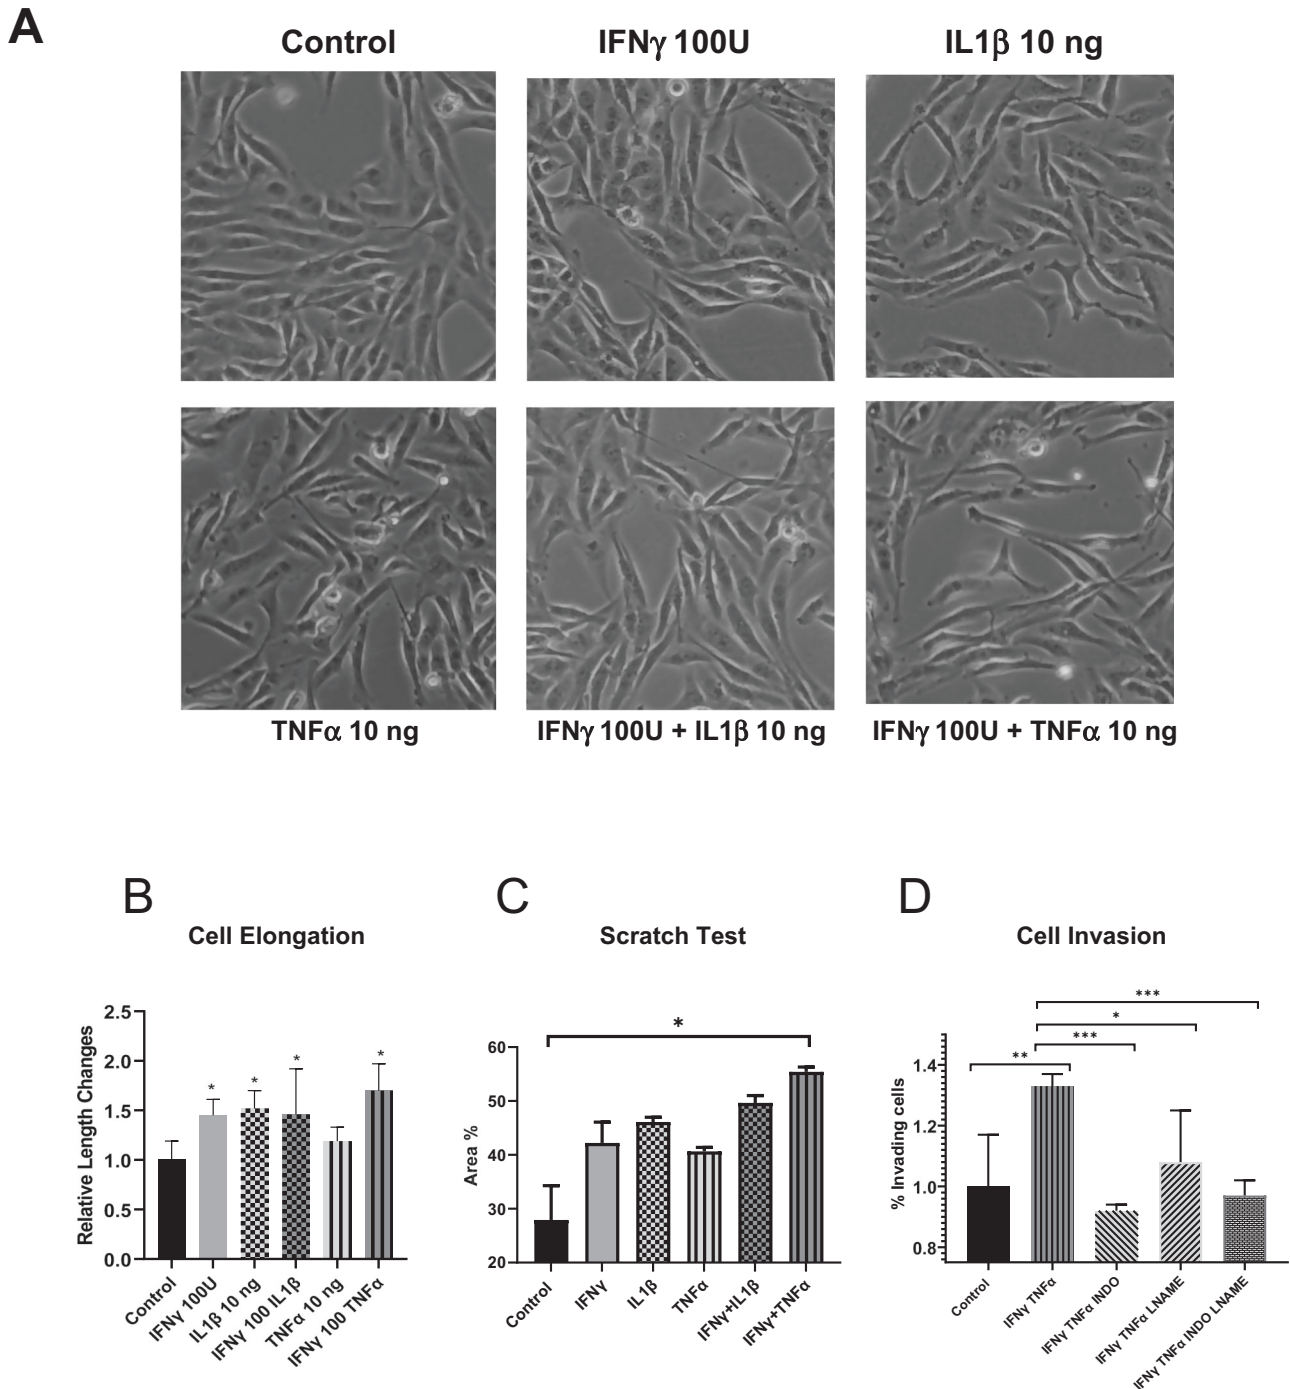 A
Control
IFNγ 100U
IL1β 10 ng
TNFα 10 ng
IFNγ 100U + IL1β 10 ng
IFNγ 100U + TNFα 10 ng
B
Cell Elongation
Relative Length Changes
2.5
2.0
1.5
1.0
0.5
0.0
*
*
*
*
Control
IFNγ 100U
IL1β 10 ng
IFNγ 100 IL1β
TNFα 10 ng
IFNγ 100 TNFα
C
Scratch Test
Area %
60
50
40
30
20
*
Control
IFNγ
IL1β
TNFα
IFNγ+IL1β
IFNγ+TNFα
D
Cell Invasion
% Invading cells
1.4
1.2
1.0
0.8
***
*
***
**
Control
IFNγ TNFα
IFNγ TNFα INDO
IFNγ TNFα LNAME
IFNγ TNFα INDO LNAME